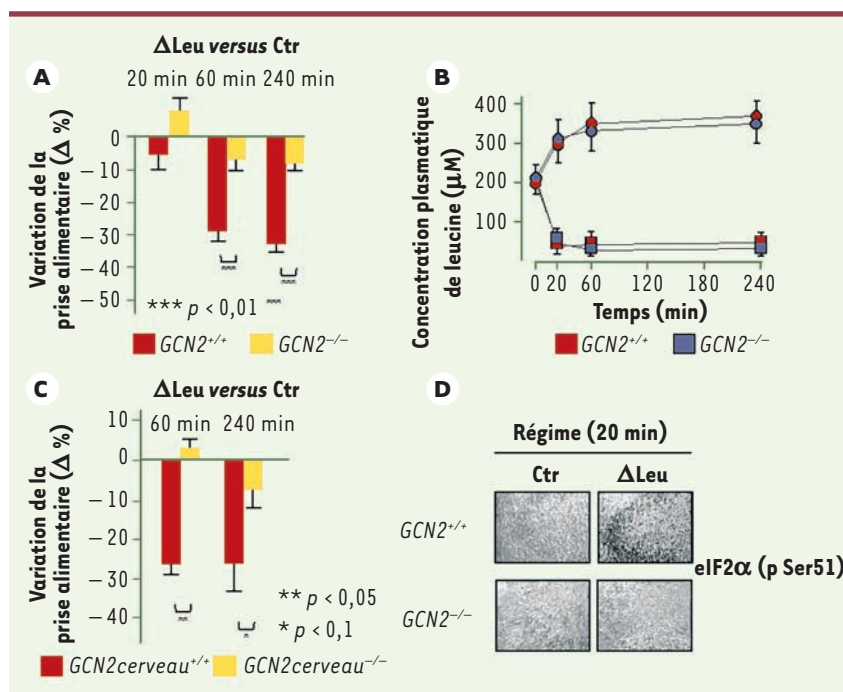 ΔLeu versus Ctr
A
20 min 60 min 240 min
Variation de la
prise alimentaire (Δ %)
0
– 10
– 20
– 30
– 40
– 50
*** p < 0,01
GCN2+/+ GCN2–/–
B
Concentration plasmatique
de leucine (μM)
400
300
200
100
0 20 60 120 180 240
Temps (min)
GCN2+/+ GCN2–/–
C
ΔLeu versus Ctr
60 min 240 min
Variation de la
prise alimentaire (Δ %)
10
0
– 10
– 20
– 30
– 40
** p < 0,05
* p < 0,1
GCN2cerveau+/+ GCN2cerveau–/–
D
Régime (20 min)
Ctr ΔLeu
GCN2+/+
eIF2α (p Ser51)
GCN2–/–